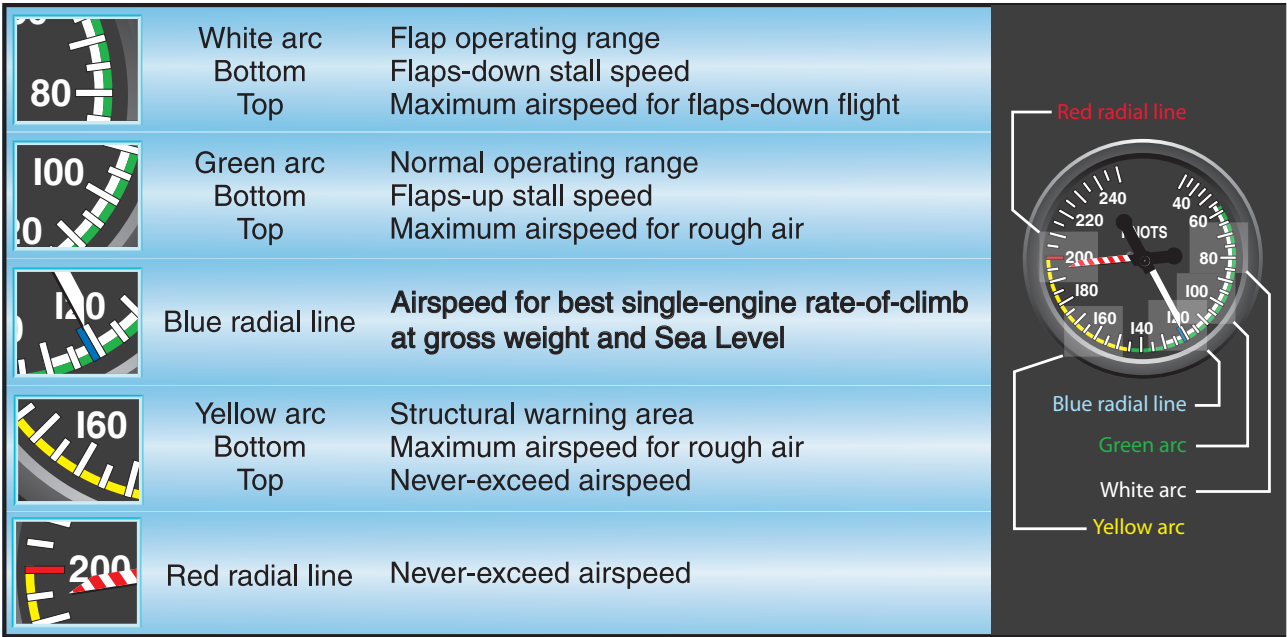 80
White arc Flap operating range
Bottom Flaps-down stall speed
Top Maximum airspeed for flaps-down flight
I00
20
Green arc Normal operating range
Bottom Flaps-up stall speed
Top Maximum airspeed for rough air
I20
Blue radial line Airspeed for best single-engine rate-of-climb
at gross weight and Sea Level
I60
Yellow arc Structural warning area
Bottom Maximum airspeed for rough air
Top Never-exceed airspeed
200
Red radial line Never-exceed airspeed
Red radial line
240 40
220 60
KNOTS
200 80
I80 I00
I60 I40 I20
Blue radial line
Green arc
White arc
Yellow arc